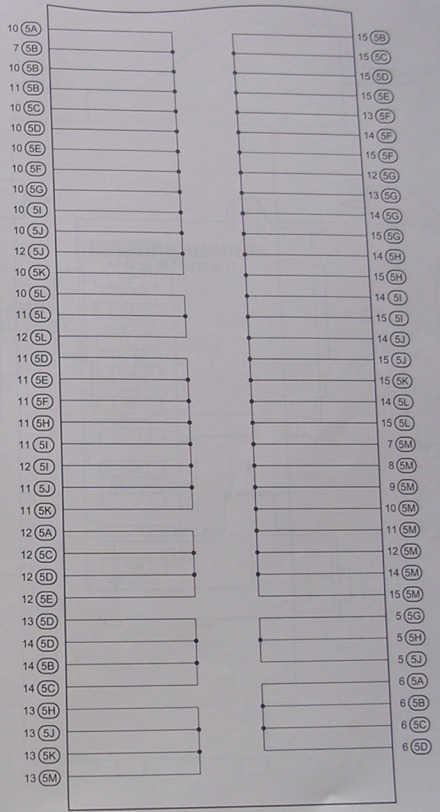 10 5A
7 5B
10 5B
11 5B
10 5C
10 5D
10 5E
10 5F
10 5G
10 5I
10 5J
12 5J
10 5K
10 5L
11 5L
12 5L
11 5D
11 5E
11 5F
11 5H
11 5I
12 5I
11 5J
11 5K
12 5A
12 5C
12 5D
12 5E
13 5D
14 5D
14 5B
14 5C
13 5H
13 5J
13 5K
13 5M
15 5B
15 5C
15 5D
15 5E
13 5F
14 5F
15 5F
12 5G
13 5G
14 5G
15 5G
14 5H
15 5H
14 5I
15 5I
14 5J
15 5J
15 5K
14 5L
15 5L
7 5M
8 5M
9 5M
10 5M
11 5M
12 5M
14 5M
15 5M
5 5G
5 5H
5 5J
6 5A
6 5B
6 5C
6 5D